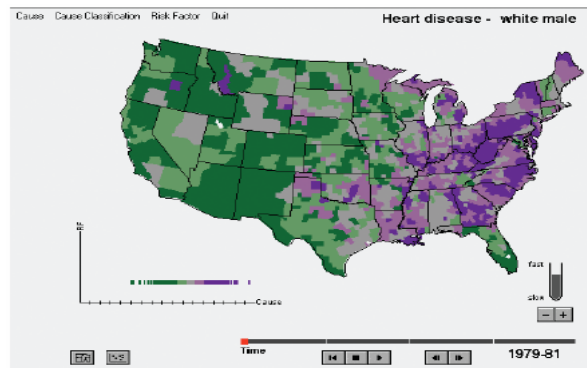 Cause Cause Classification Risk Factor Quit
Heart disease - white male
RF
Cause
fast
slow
- +
Time
1979-81